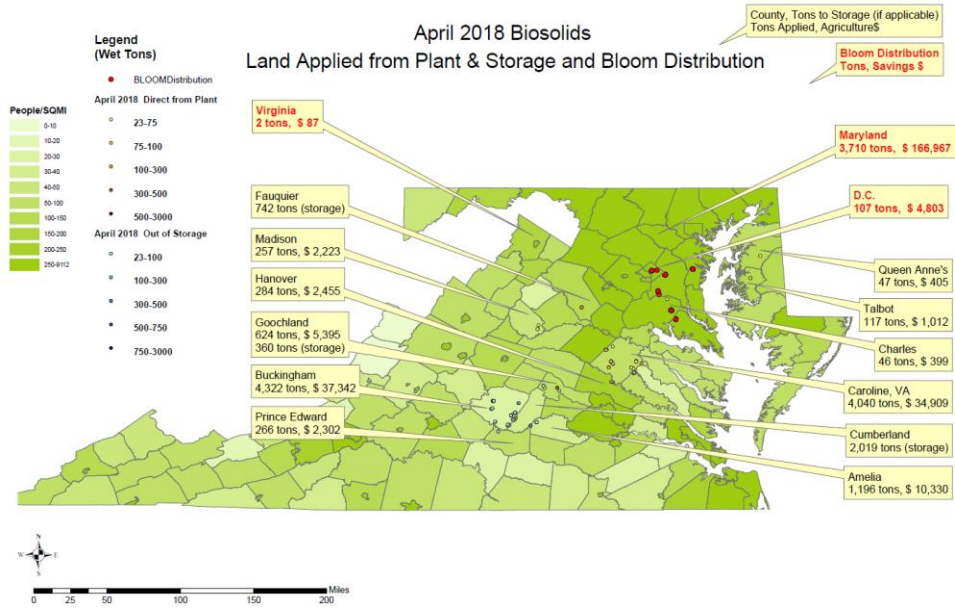 April 2018 Biosolids
Land Applied from Plant & Storage and Bloom Distribution
County, Tons to Storage (if applicable)
Tons Applied, Agriculture$
Bloom Distribution
Tons, Savings $
Legend
(Wet Tons)
BLOOMDistribution
April 2018 Direct from Plant
23-75
75-100
100-300
300-500
500-3000
April 2018 Out of Storage
23-100
100-300
300-500
500-750
750-3000
People/SQMI
0-10
10-20
20-30
30-40
40-50
50-100
100-150
150-200
200-250
250-9112
Virginia
2 tons, $ 87
Fauquier
742 tons (storage)
Madison
257 tons, $ 2,223
Hanover
284 tons, $ 2,455
Goochland
624 tons, $ 5,395
360 tons (storage)
Buckingham
4,322 tons, $ 37,342
Prince Edward
266 tons, $ 2,302
Maryland
3,710 tons, $ 166,967
D.C.
107 tons, $ 4,803
Queen Anne's
47 tons, $ 405
Talbot
117 tons, $ 1,012
Charles
46 tons, $ 399
Caroline, VA
4,040 tons, $ 34,909
Cumberland
2,019 tons (storage)
Amelia
1,196 tons, $ 10,330
N
W E
S
Miles
0 25 50 100 150 200